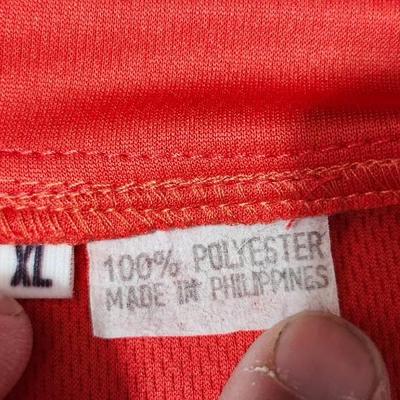 XL
100% POLYESTER
MADE IN PHILIPPINES